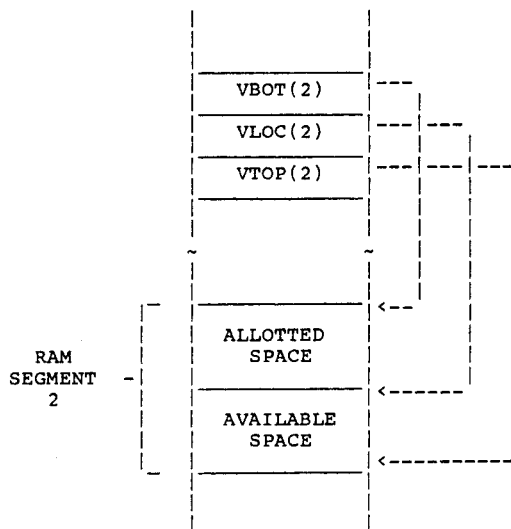 VBOT(2)
VLOC(2)
VTOP(2)
RAM
SEGMENT
2
ALLOTTED
SPACE
AVAILABLE
SPACE